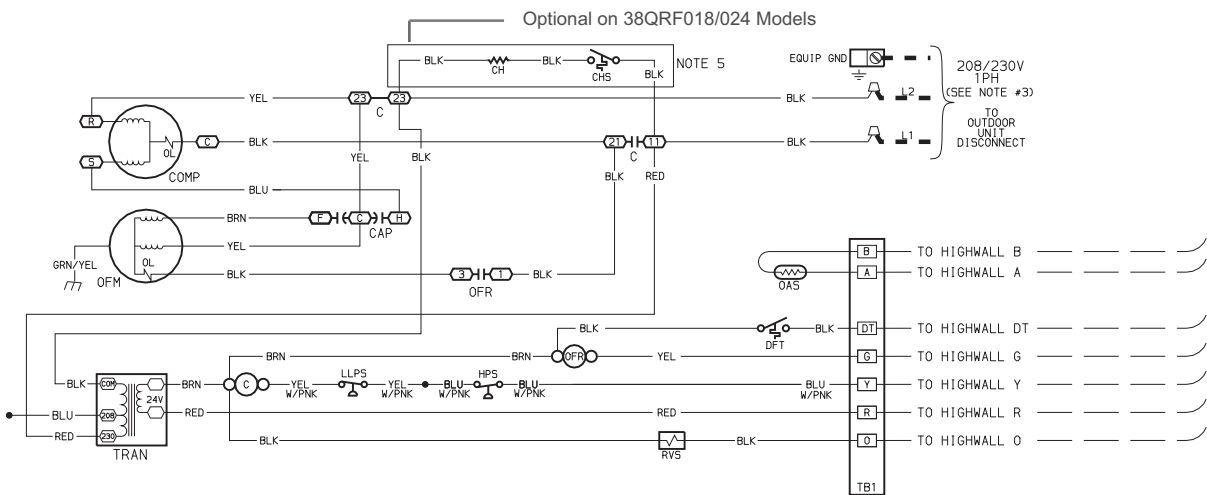 Optional on 38QRF018/024 Models
BLK CH BLK CHS BLK NOTE 5
EQUIP GND
208/230V
1PH
(SEE NOTE #3)
TO
OUTDOOR
UNIT
DISCONNECT
YEL 23 23 BLK L2
C
R
OL C BLK 21 11 BLK L1
C
S COMP YEL BLK BLK RED
BLU
BRN F C H
CAP
YEL
OL
GRN/YEL OFM BLK 3 1 BLK
OFR
B TO HIGHWALL B
A TO HIGHWALL A
OAS
BLK DFT BLK DT TO HIGHWALL DT
BRN BRN OFR YEL G TO HIGHWALL G
BLK COM 24V BRN C YEL W/PNK LLPS YEL W/PNK BLU W/PNK HPS BLU W/PNK BLU W/PNK Y TO HIGHWALL Y
BLU 208 RED RED R TO HIGHWALL R
RED 230 BLK RVS BLK O TO HIGHWALL O
TRAN
TB1